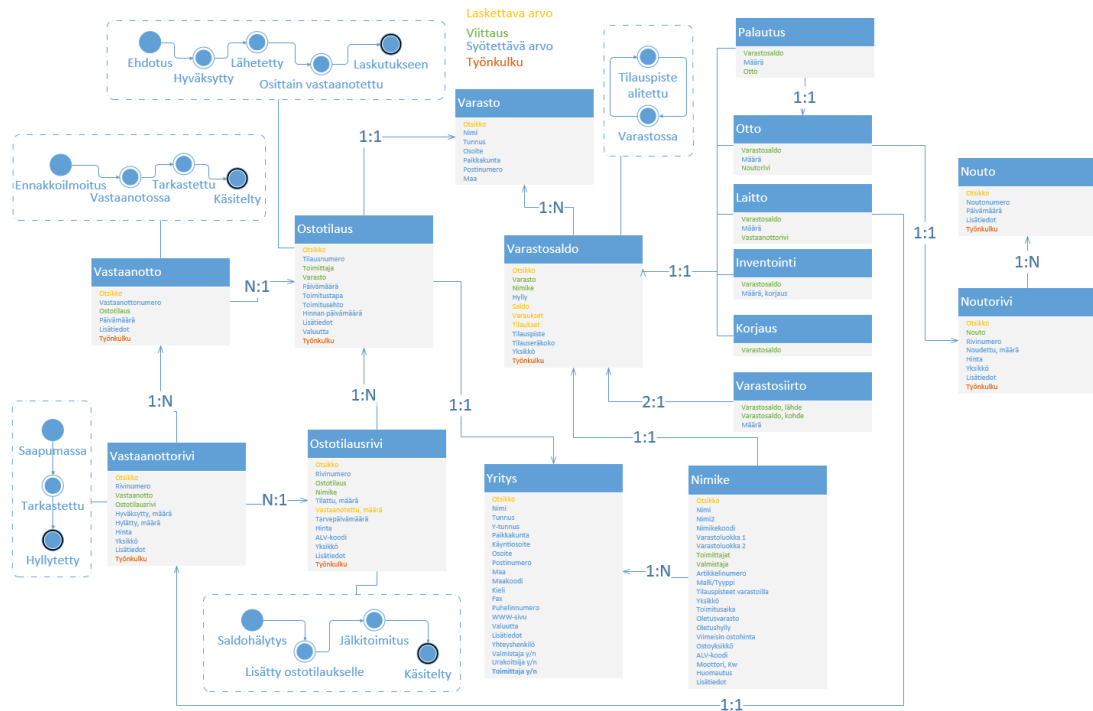 Laskettava arvo
Viittaus
Syötettävä arvo
Työnkulku
Ehdotus
Hyväksytty
Lähetetty
Osittain vastaanotettu
Laskutukseen
Tilauspiste
alitettu
Varastossa
Ennakkoilmoitus
Vastaanotossa
Tarkastettu
Käsitelty
Varasto
Otsikko
Nimi
Tunnus
Osoite
Paikkakunta
Postinumero
Maa
Palautus
Varastosaldo
Määrä
Otto
1:1
Otto
Varastosaldo
Määrä
Noutorivi
Laitto
Varastosaldo
Määrä
Vastaanottorivi
Inventointi
Varastosaldo
Määrä, korjaus
Korjaus
Varastosaldo
Varastosiirto
Varastosaldo, lähde
Varastosaldo, kohde
Määrä
Nouto
Otsikko
Noutonumero
Päivämäärä
Lisätiedot
Työnkulku
1:1
1:N
Noutorivi
Otsikko
Nouto
Rivinumero
Noudettu, määrä
Hinta
Yksikkö
Lisätiedot
Työnkulku
1:1
1:N
1:1
2:1
1:1
Ostotilaus
Otsikko
Tilausnumero
Toimittaja
Varasto
Päivämäärä
Toimitustapa
Toimitusehto
Hinnan päivämäärä
Lisätiedot
Valuutta
Työnkulku
Varastosaldo
Otsikko
Varasto
Nimike
Hylly
Saldo
Varaukset
Tilaukset
Tilauspiste
Tilauseräkoko
Yksikkö
Työnkulku
Vastaanotto
Otsikko
Vastaanottonumero
Ostotilaus
Päivämäärä
Lisätiedot
Työnkulku
N:1
1:N
1:N
1:1
Saapumassa
Tarkastettu
Hyllytetty
Vastaanottorivi
Otsikko
Rivinumero
Vastaanotto
Ostotilausrivi
Hyväksytty, määrä
Hylätty, määrä
Hinta
Yksikkö
Lisätiedot
Työnkulku
N:1
Ostotilausrivi
Otsikko
Rivinumero
Ostotilaus
Nimike
Tilattu, määrä
Vastaanotettu, määrä
Tarvepäivämäärä
Hinta
ALV-koodi
Yksikkö
Lisätiedot
Työnkulku
Yritys
Otsikko
Nimi
Tunnus
Y-tunnus
Paikkakunta
Käyntiosoite
Osoite
Postinumero
Maa
Maakoodi
Kieli
Fax
Puhelinnumero
WWW-sivu
Valuutta
Lisätiedot
Yhteyshenkilö
Valmistaja y/n
Urakoitsija y/n
Toimittaja y/n
1:N
Nimike
Otsikko
Nimi
Nimi2
Nimikekoodi
Varastoluokka 1
Varastoluokka 2
Toimittajat
Valmistaja
Artikkelinumero
Malli/Tyyppi
Tilauspisteet varastoilla
Yksikkö
Toimitusaika
Oletusvarasto
Oletushylly
Viimeisin ostohinta
Ostoyksikkö
ALV-koodi
Moottori, Kw
Huomautus
Lisätiedot
Saldohälytys
Lisätty ostotilaukselle
Jälkitoimitus
Käsitelty
1:1